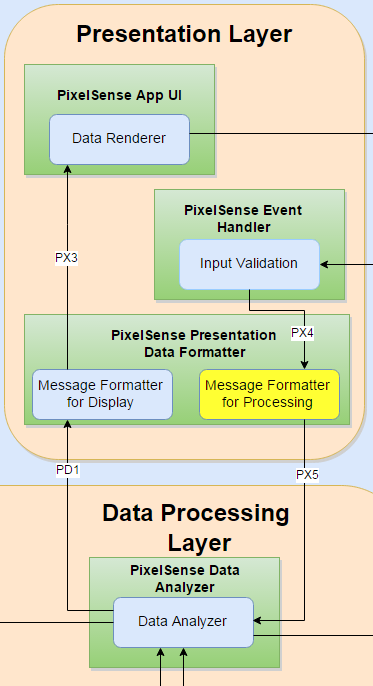 Presentation Layer
PixelSense App UI
Data Renderer
PixelSense Event
Handler
Input Validation
PX3
PX4
PixelSense Presentation
Data Formatter
Message Formatter
for Display
Message Formatter
for Processing
PD1
PX5
Data Processing
Layer
PixelSense Data
Analyzer
Data Analyzer